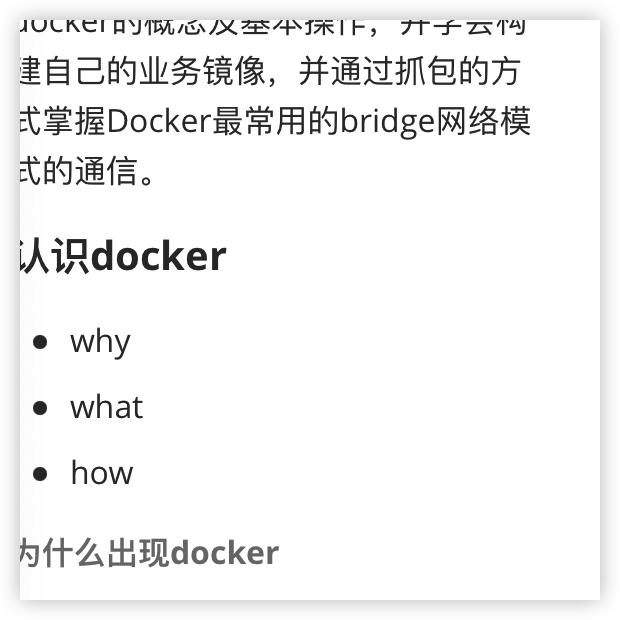 docker的概念及基本操作，并学会构
建自己的业务镜像，并通过抓包的方
式掌握Docker最常用的bridge网络模
式的通信。
认识docker
• why
• what
• how
为什么出现docker